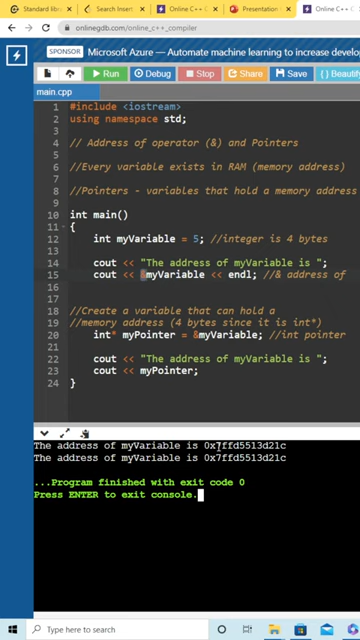 Standard libr
Search Insert
Online C++
Presentation
Online C
onlinegdb.com/online_c++_compiler
SPONSOR Microsoft Azure - Automate machine learning to increase develop
Run Debug Stop Share Save {} Beautify
main.cpp
1 #include <iostream>
2 using namespace std;
3
4 // Address of operator (&) and Pointers
5
6 //Every variable exists in RAM (memory address)
7
8 //Pointers - variables that hold a memory address
9
10 int main()
11 {
12 int myVariable = 5; //integer is 4 bytes
13
14 cout << "The address of myVariable is ";
15 cout << &myVariable << endl; //& address of
16
17
18 //Create a variable that can hold a
19 //memory address (4 bytes since it is int*)
20 int* myPointer = &myVariable; //int pointer
21
22 cout << "The address of myVariable is ";
23 cout << myPointer;
24 }
The address of myVariable is 0x7ffd5513d21c
The address of myVariable is 0x7ffd5513d21c
...Program finished with exit code 0
Press ENTER to exit console.
Type here to search